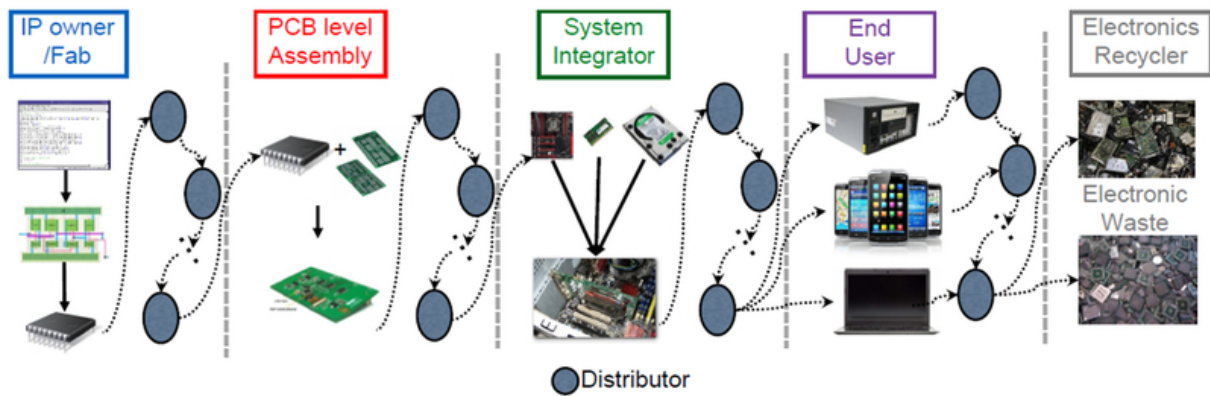 IP owner
/Fab
PCB level
Assembly
System
Integrator
End
User
Electronics
Recycler
+
Electronic
Waste
Distributor